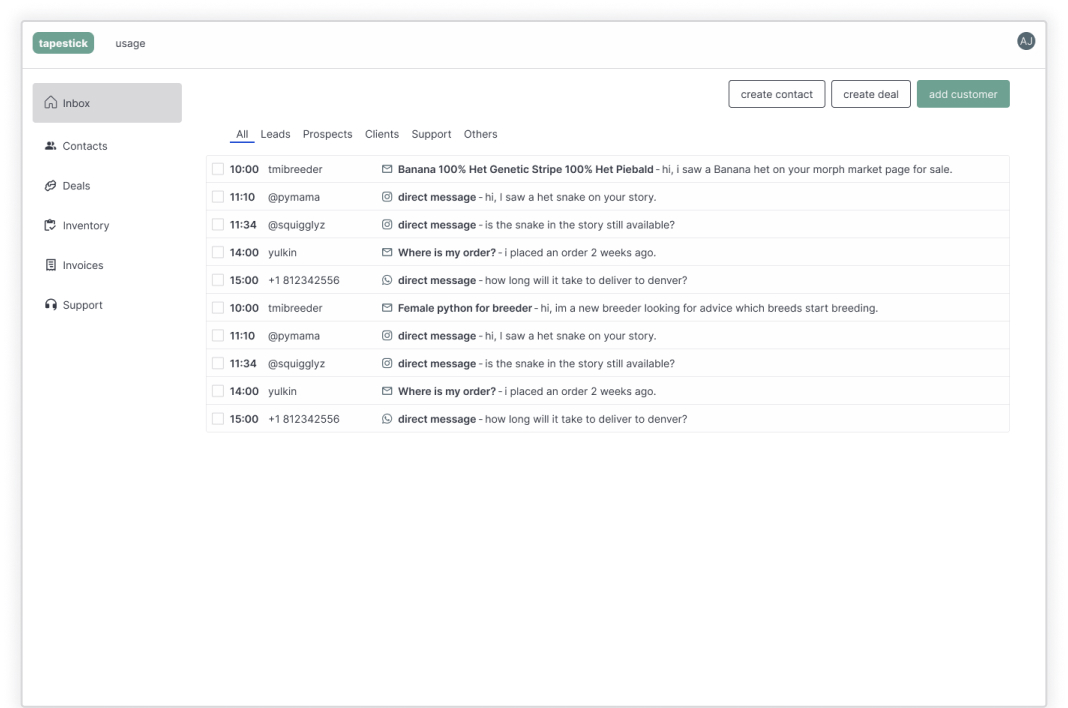 tapestick usage AJ
create contact create deal add customer
Inbox
Contacts
Deals
Inventory
Invoices
Support
All Leads Prospects Clients Support Others
10:00 tmibreeder Banana 100% Het Genetic Stripe 100% Het Piebald - hi, i saw a Banana het on your morph market page for sale.
11:10 @pymama direct message - hi, I saw a het snake on your story.
11:34 @squigglyz direct message - is the snake in the story still available?
14:00 yulkin Where is my order? - i placed an order 2 weeks ago.
15:00 +1 812342556 direct message - how long will it take to deliver to denver?
10:00 tmibreeder Female python for breeder - hi, im a new breeder looking for advice which breeds start breeding.
11:10 @pymama direct message - hi, I saw a het snake on your story.
11:34 @squigglyz direct message - is the snake in the story still available?
14:00 yulkin Where is my order? - i placed an order 2 weeks ago.
15:00 +1 812342556 direct message - how long will it take to deliver to denver?